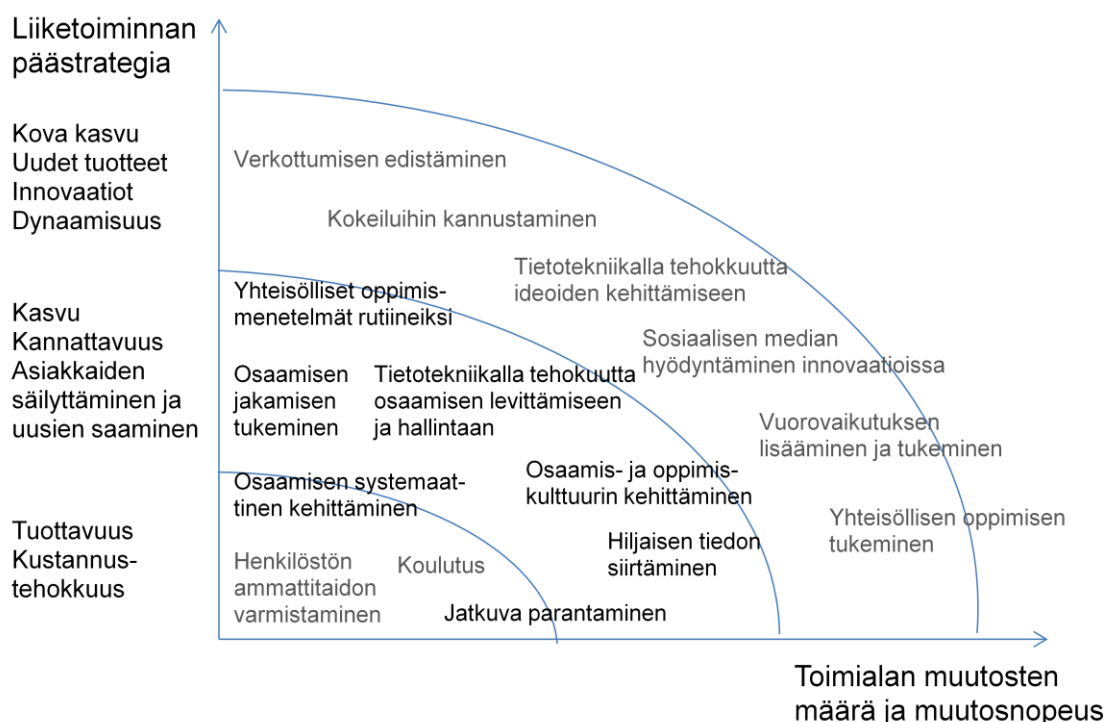 Liiketoiminnan
päästrategia
Kova kasvu
Uudet tuotteet
Innovaatiot
Dynaamisuus
Verkottumisen edistäminen
Kokeiluihin kannustaminen
Tietotekniikalla tehokkuutta
ideoiden kehittämiseen
Kasvu
Kannattavuus
Asiakkaiden
säilyttäminen ja
uusien saaminen
Yhteisölliset oppimis-
menetelmät rutiineiksi
Sosiaalisen median
hyödyntäminen innovaatioissa
Osaamisen
jakamisen
tukeminen
Tietotekniikalla tehokuutta
osaamisen levittämiseen
ja hallintaan
Vuorovaikutuksen
lisääminen ja tukeminen
Osaamisen systemaat-
tinen kehittäminen
Osaamis- ja oppimis-
kulttuurin kehittäminen
Yhteisöllisen oppimisen
tukeminen
Tuottavuus
Kustannus-
tehokkuus
Henkilöstön
ammattitaidon
varmistaminen
Koulutus
Hiljaisen tiedon
siirtäminen
Jatkuva parantaminen
Toimialan muutosten
määrä ja muutosnopeus